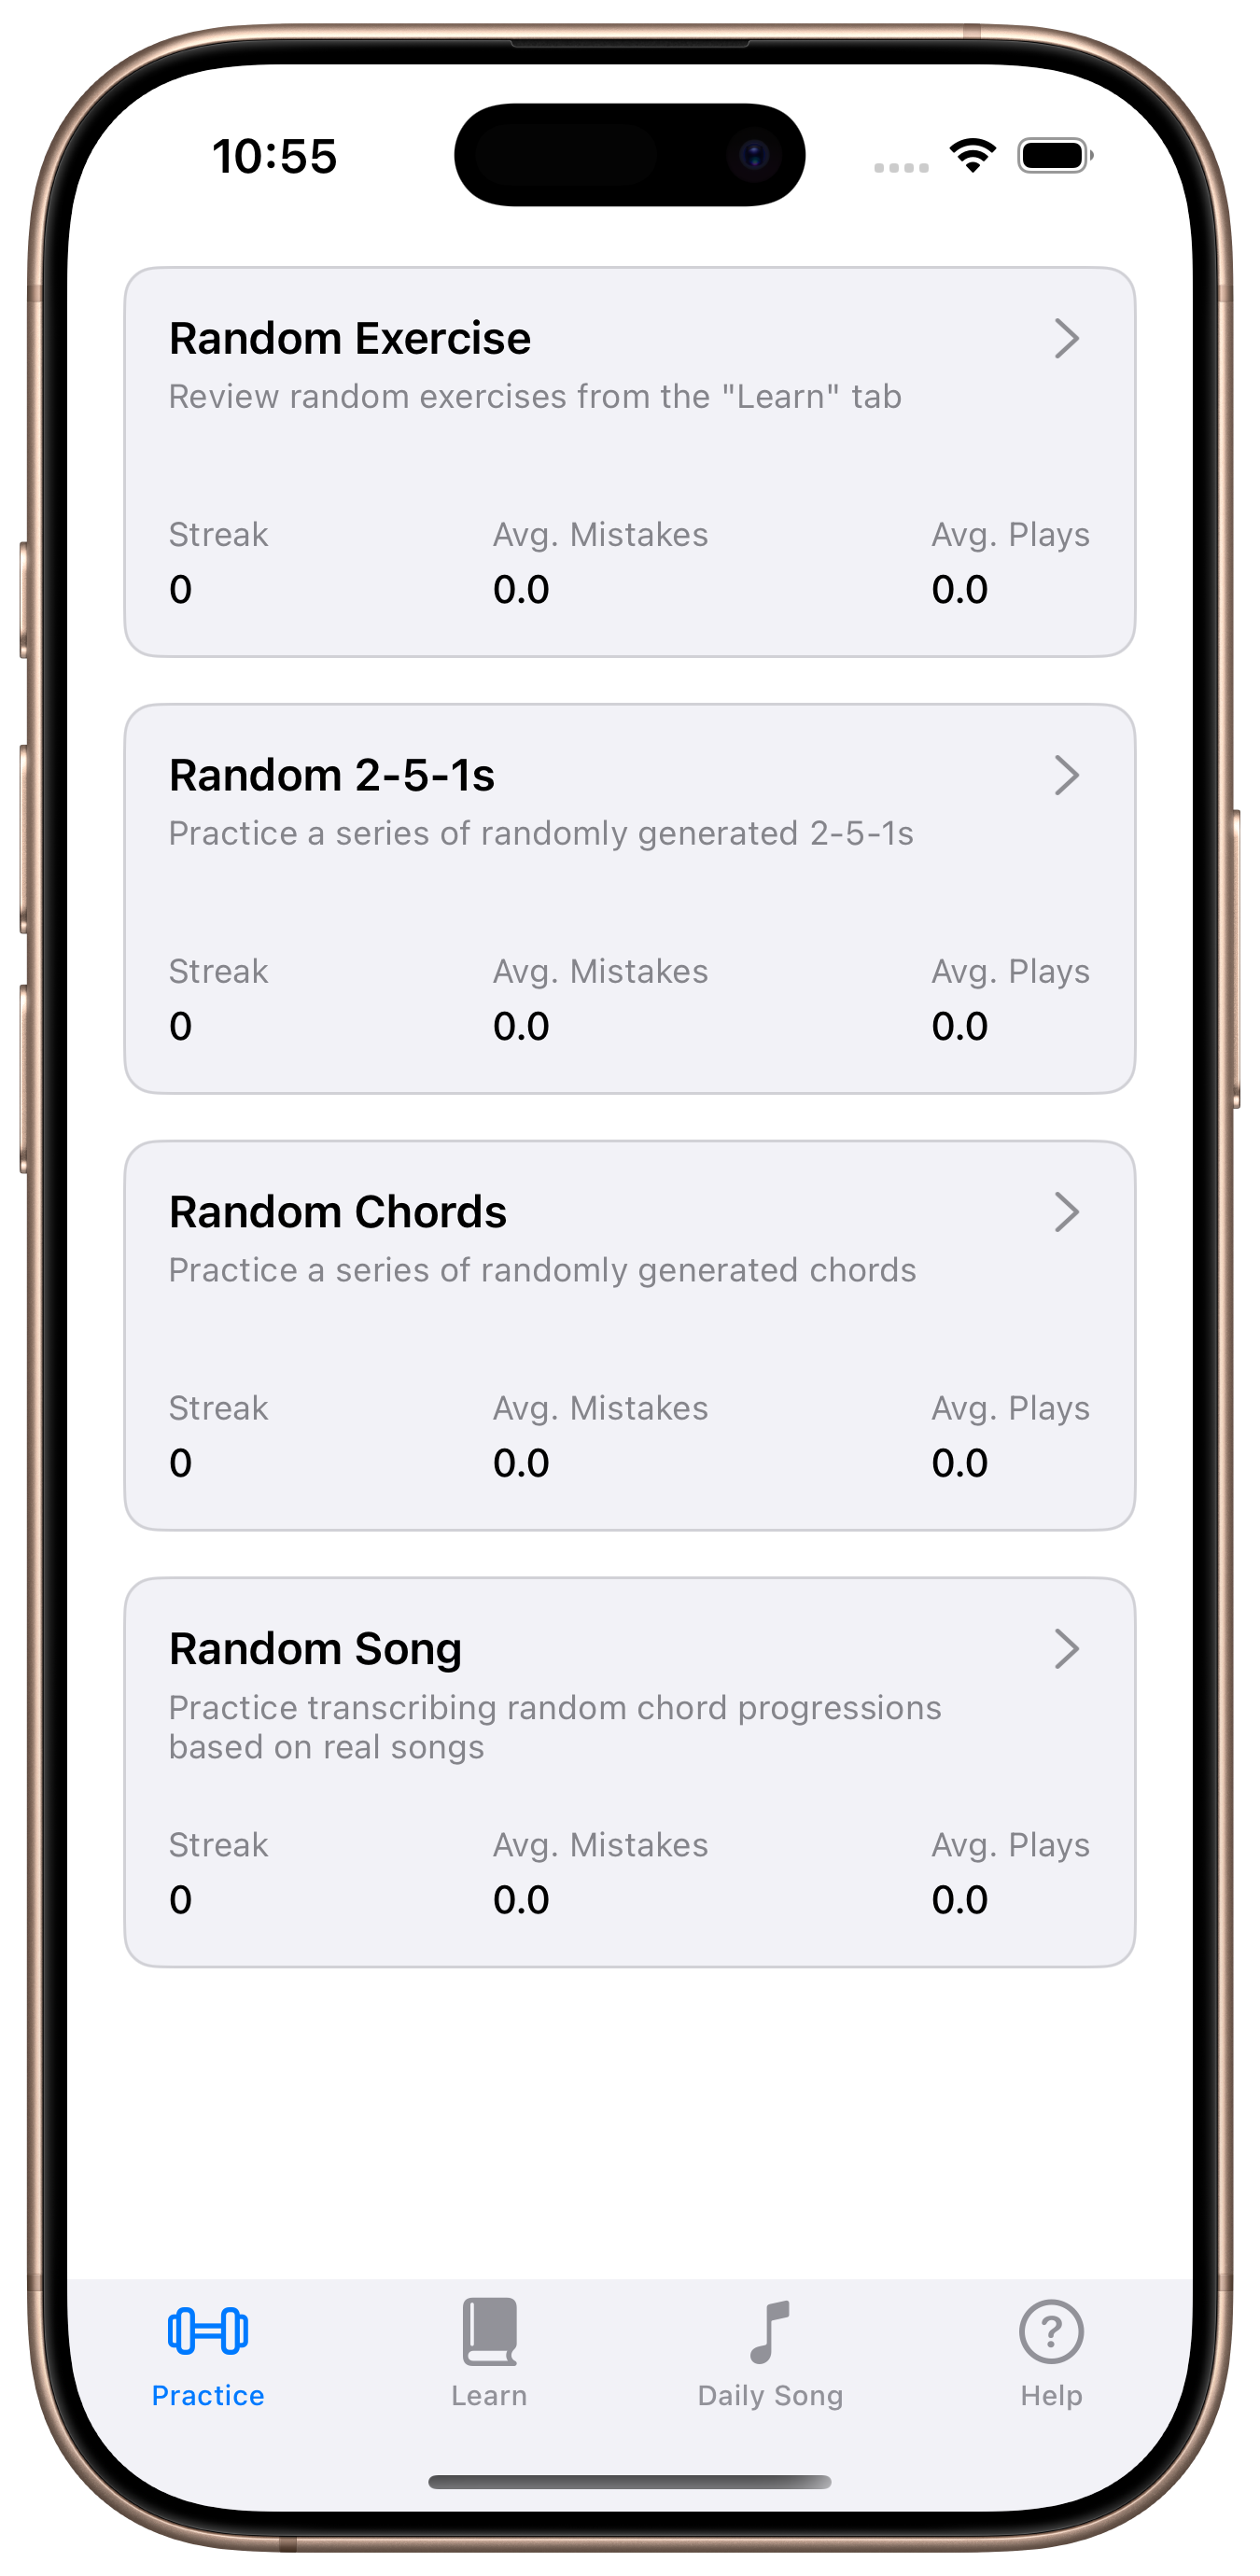 10:55
Random Exercise
Review random exercises from the "Learn" tab
Streak Avg. Mistakes Avg. Plays
0 0.0 0.0
Random 2-5-1s
Practice a series of randomly generated 2-5-1s
Streak Avg. Mistakes Avg. Plays
0 0.0 0.0
Random Chords
Practice a series of randomly generated chords
Streak Avg. Mistakes Avg. Plays
0 0.0 0.0
Random Song
Practice transcribing random chord progressions
based on real songs
Streak Avg. Mistakes Avg. Plays
0 0.0 0.0
Practice Learn Daily Song Help